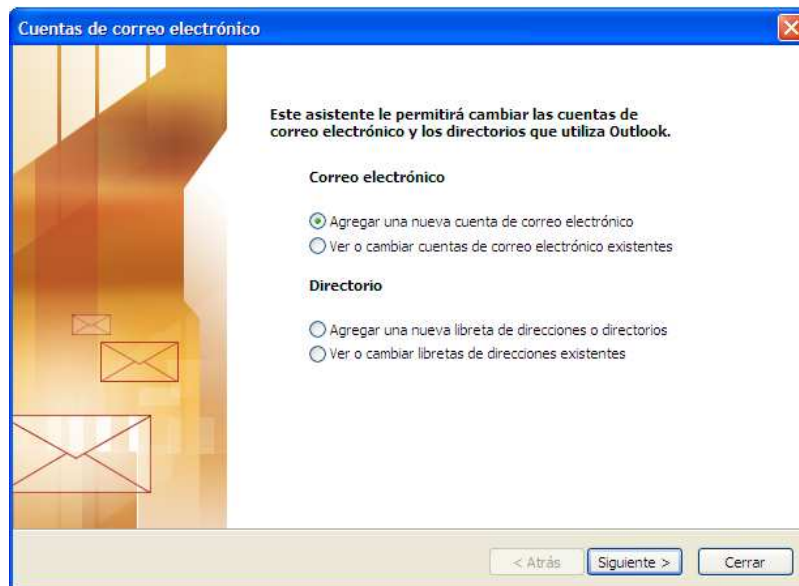 Cuentas de correo electrónico
Este asistente le permitirá cambiar las cuentas de
correo electrónico y los directorios que utiliza Outlook.
Correo electrónico
Agregar una nueva cuenta de correo electrónico
Ver o cambiar cuentas de correo electrónico existentes
Directorio
Agregar una nueva libreta de direcciones o directorios
Ver o cambiar libretas de direcciones existentes
< Atrás Siguiente > Cerrar